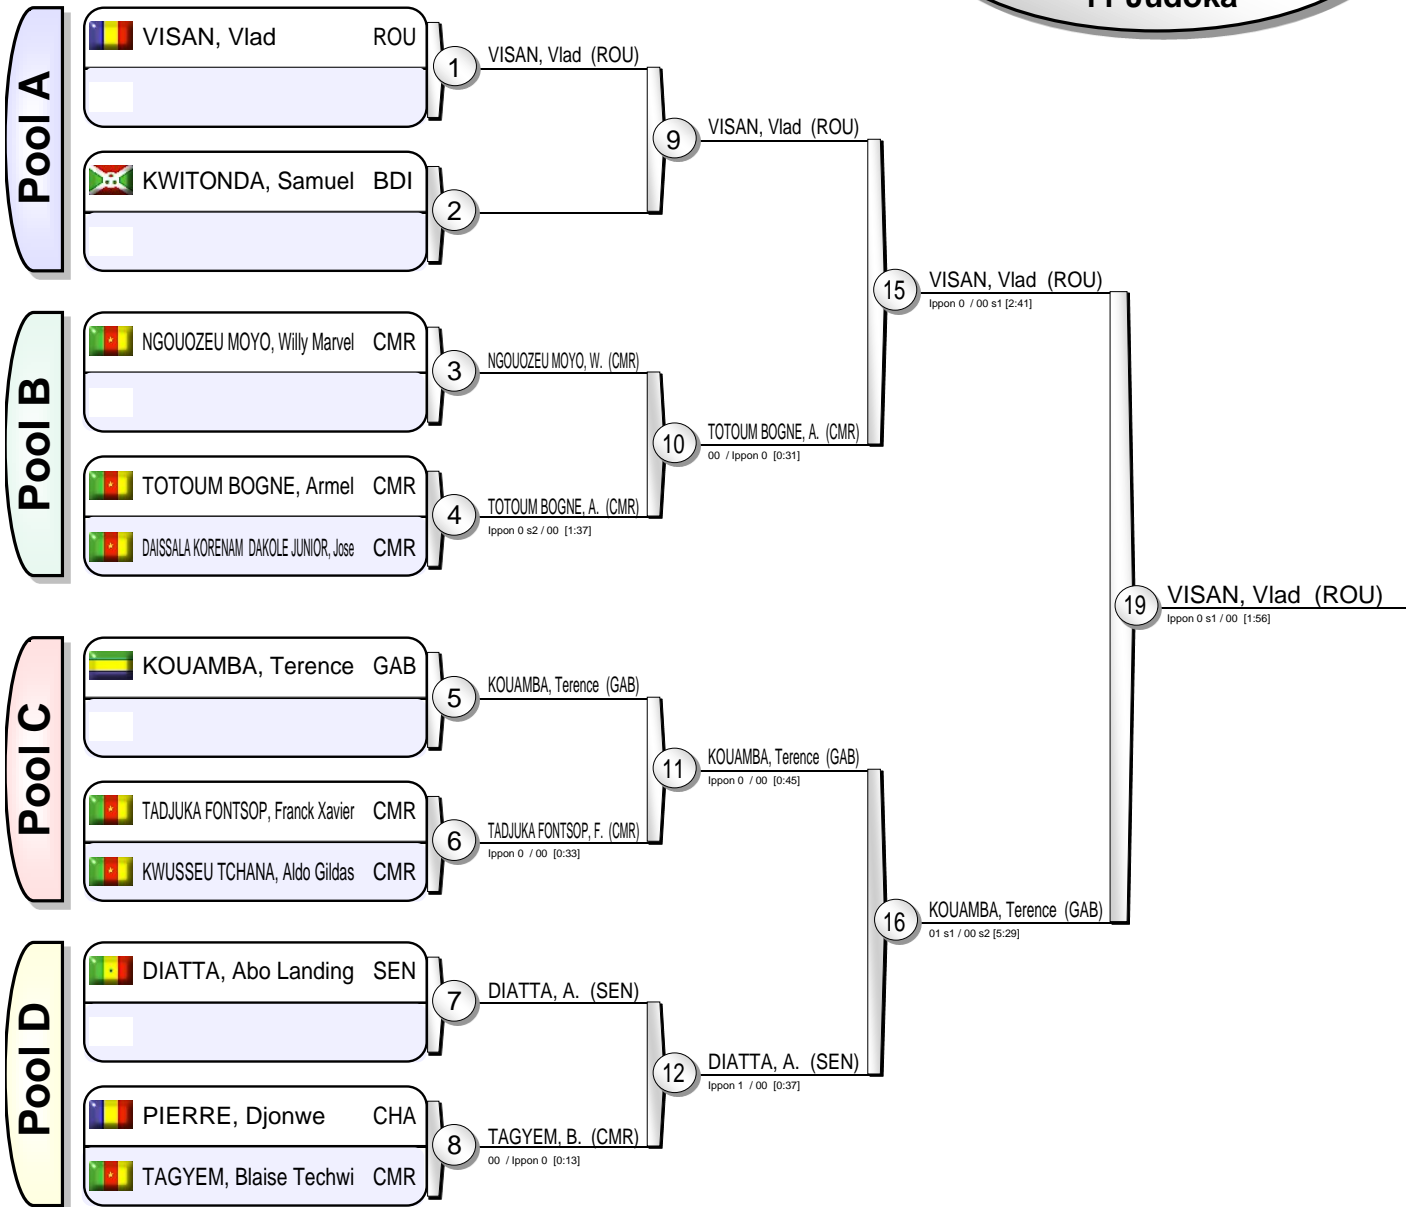 11 Judoka
Pool A
VISAN, Vlad ROU
1
VISAN, Vlad (ROU)
KWITONDA, Samuel BDI
2
9
VISAN, Vlad (ROU)
Pool B
NGOUOZEU MOYO, Willy Marvel CMR
3
NGOUOZEU MOYO, W. (CMR)
TOTOUM BOGNE, Armel CMR
DAISSALA KORENAM DAKOLE JUNIOR, Jose CMR
4
TOTOUM BOGNE, A. (CMR)
Ippon 0 s2 / 00 [1:37]
10
TOTOUM BOGNE, A. (CMR)
00 / Ippon 0 [0:31]
15
VISAN, Vlad (ROU)
Ippon 0 / 00 s1 [2:41]
Pool C
KOUAMBA, Terence GAB
5
KOUAMBA, Terence (GAB)
TADJUKA FONTSOP, Franck Xavier CMR
KWUSSEU TCHANA, Aldo Gildas CMR
6
TADJUKA FONTSOP, F. (CMR)
Ippon 0 / 00 [0:33]
11
KOUAMBA, Terence (GAB)
Ippon 0 / 00 [0:45]
Pool D
DIATTA, Abo Landing SEN
7
DIATTA, A. (SEN)
PIERRE, Djonwe CHA
TAGYEM, Blaise Techwi CMR
8
TAGYEM, B. (CMR)
00 / Ippon 0 [0:13]
12
DIATTA, A. (SEN)
Ippon 1 / 00 [0:37]
16
KOUAMBA, Terence (GAB)
01 s1 / 00 s2 [5:29]
19
VISAN, Vlad (ROU)
Ippon 0 s1 / 00 [1:56]